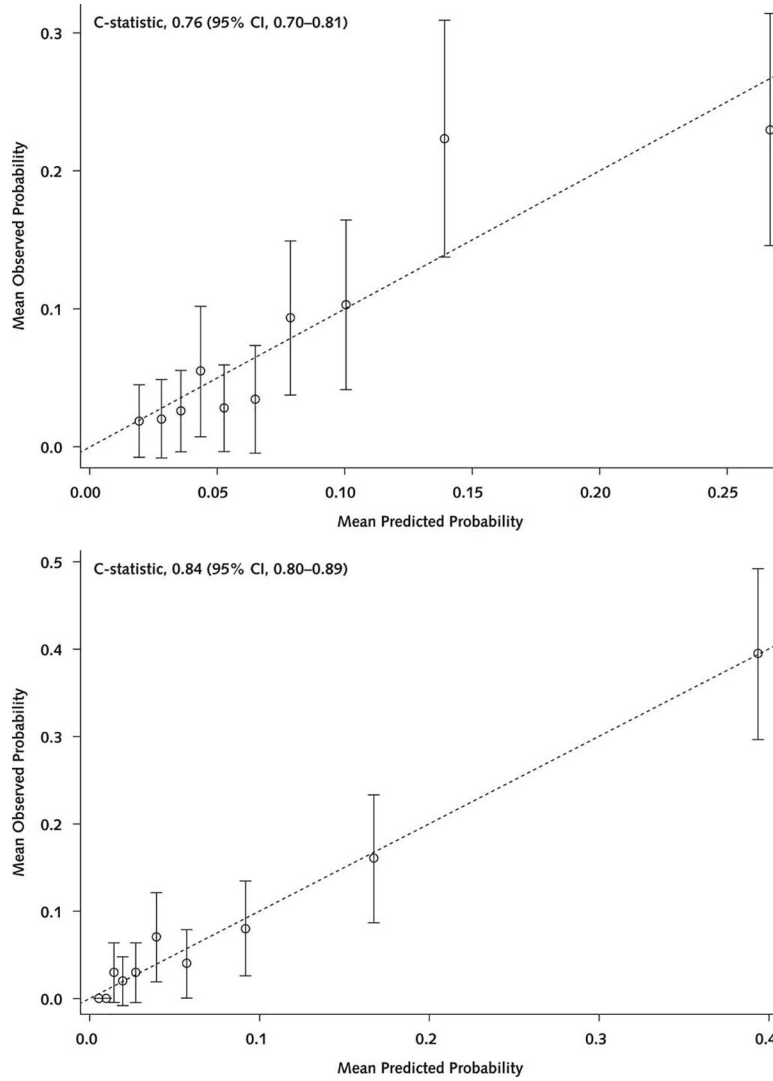 C-statistic, 0.76 (95% CI, 0.70–0.81)
0.3
0.2
0.1
0.0
Mean Observed Probability
0.00 0.05 0.10 0.15 0.20 0.25
Mean Predicted Probability
C-statistic, 0.84 (95% CI, 0.80–0.89)
0.5
0.4
0.3
0.2
0.1
0.0
Mean Observed Probability
0.0 0.1 0.2 0.3 0.4
Mean Predicted Probability